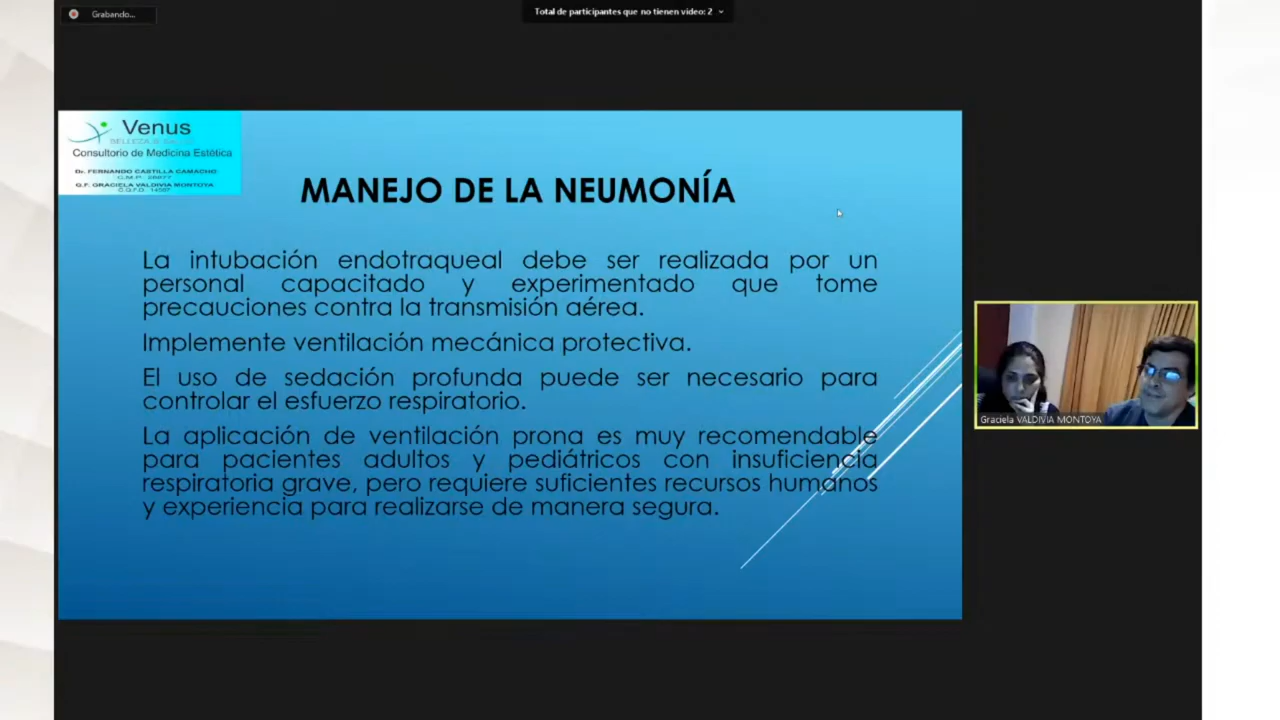 Grabando...
Total de participantes que no tienen video: 2
Venus
BELLEZA &
Consultorio de Medicina Estética
Dr. FERNANDO CASTILLA CAMACHO
C.M.P.
Q.F. GRACIELA VALDIVIA MONTOYA
MANEJO DE LA NEUMONÍA
La intubación endotraqueal debe ser realizada por un
personal capacitado y experimentado que tome
precauciones contra la transmisión aérea.
Implemente ventilación mecánica protectiva.
El uso de sedación profunda puede ser necesario para
controlar el esfuerzo respiratorio.
La aplicación de ventilación prona es muy recomendable
para pacientes adultos y pediátricos con insuficiencia
respiratoria grave, pero requiere suficientes recursos humanos
y experiencia para realizarse de manera segura.
Graciela VALDIVIA MONTOYA